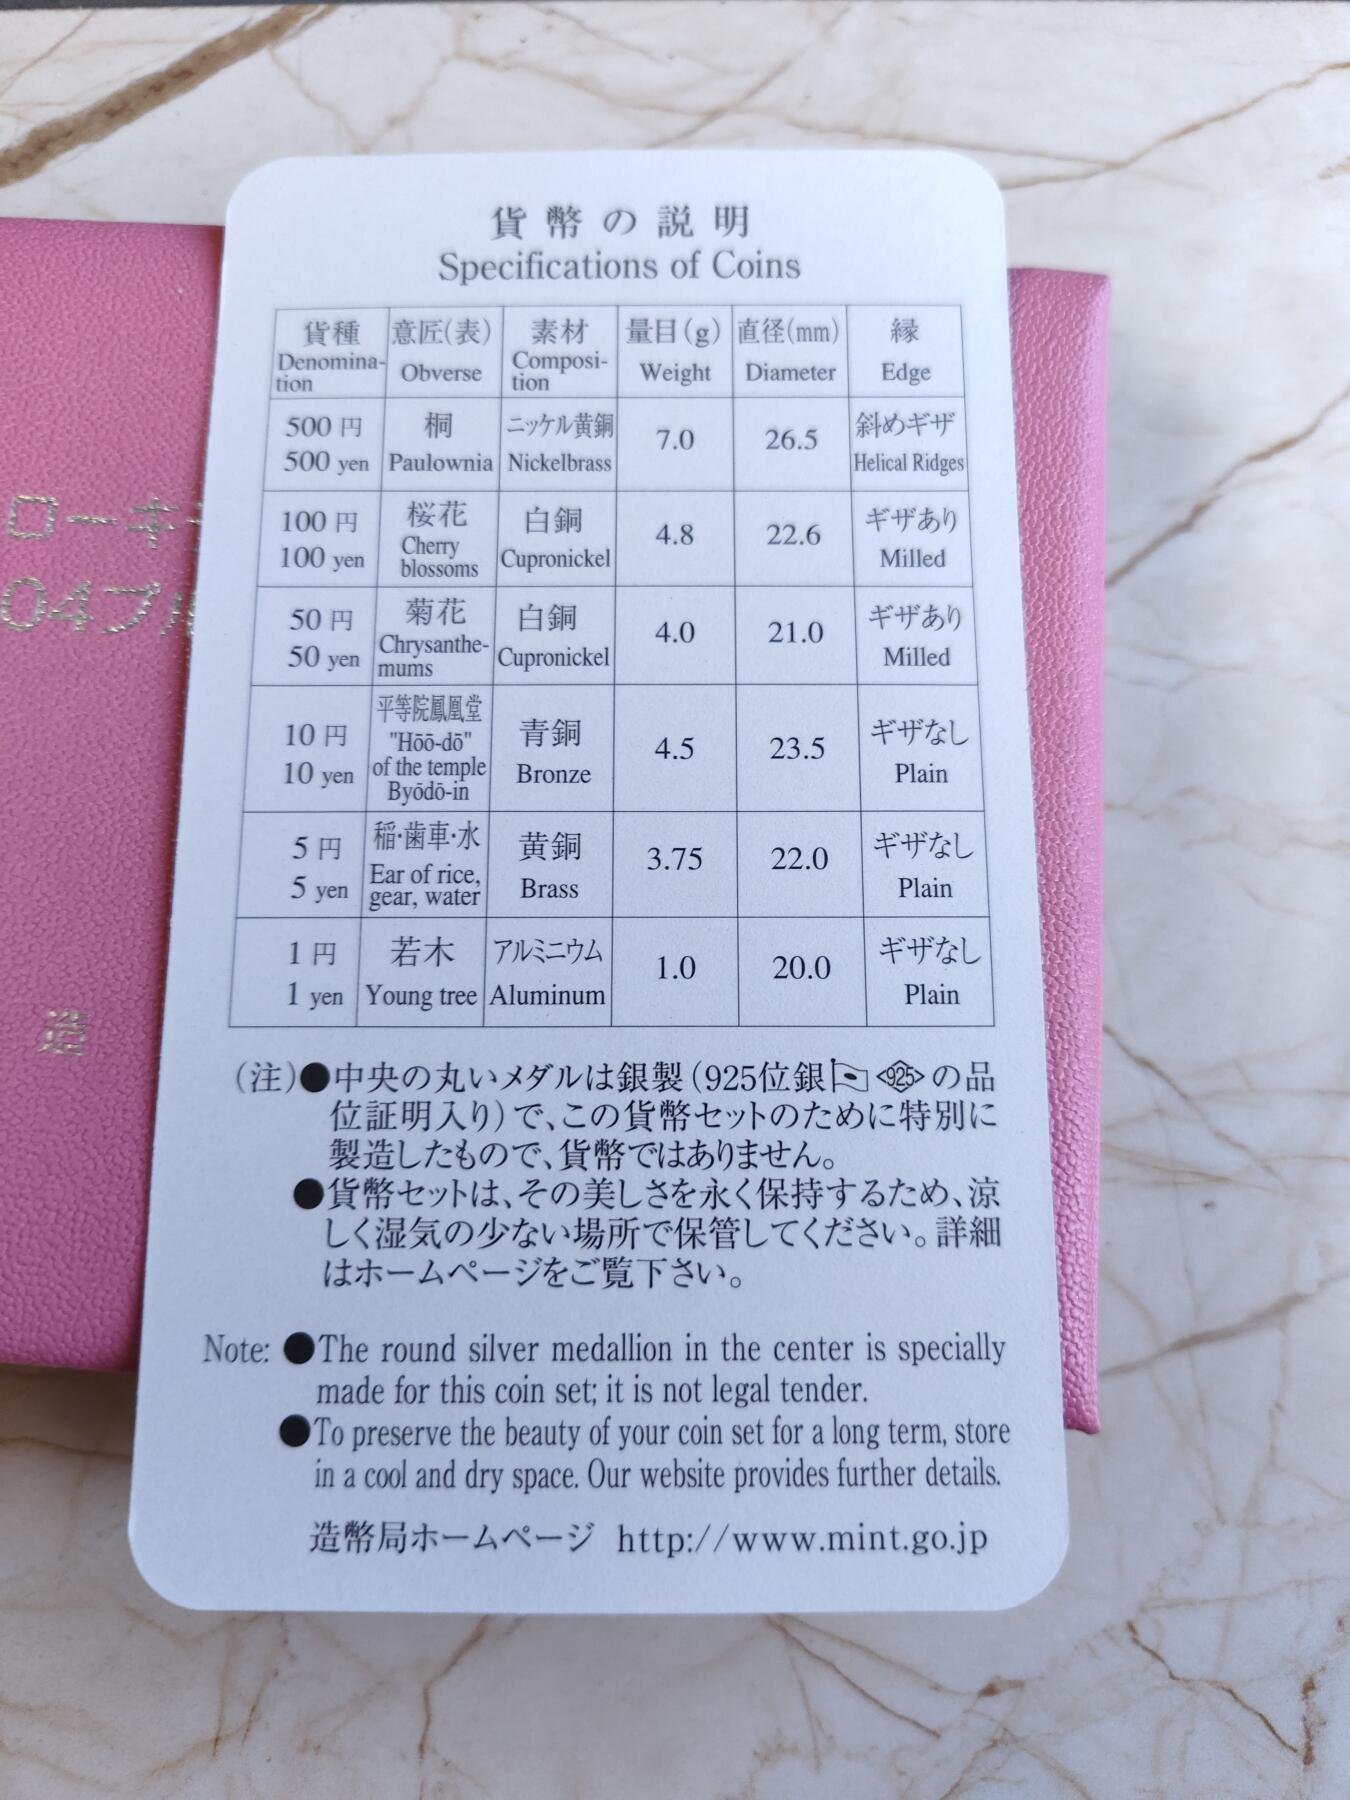 貨幣の説明
Specifications of Coins
貨種 意匠(表) 素材 量目(g) 直径(mm) 縁
Denomina-tion Obverse Composi-tion Weight Diameter Edge
500円 桐 ニッケル黄銅 7.0 26.5 斜めギザ
500 yen Paulownia Nickelbrass Helical Ridges
100円 桜花 白銅 4.8 22.6 ギザあり
100 yen Cherry blossoms Cupronickel Milled
50円 菊花 白銅 4.0 21.0 ギザあり
50 yen Chrysanthe-mums Cupronickel Milled
10円 平等院鳳凰堂 青銅 4.5 23.5 ギザなし
10 yen "Hōō-dō" of the temple Byōdō-in Bronze Plain
5円 稲・歯車・水 黄銅 3.75 22.0 ギザなし
5 yen Ear of rice, gear, water Brass Plain
1円 若木 アルミニウム 1.0 20.0 ギザなし
1 yen Young tree Aluminum Plain
(注)●中央の丸いメダルは銀製(925位銀 925 の品
位証明入り)で、この貨幣セットのために特別に
製造したもので、貨幣ではありません。
●貨幣セットは、その美しさを永く保持するため、涼
しく湿気の少ない場所で保管してください。詳細
はホームページをご覧下さい。
Note: ●The round silver medallion in the center is specially
made for this coin set; it is not legal tender.
●To preserve the beauty of your coin set for a long term, store
in a cool and dry space. Our website provides further details.
造幣局ホームページ http://www.mint.go.jp
ローキ
04プル
造